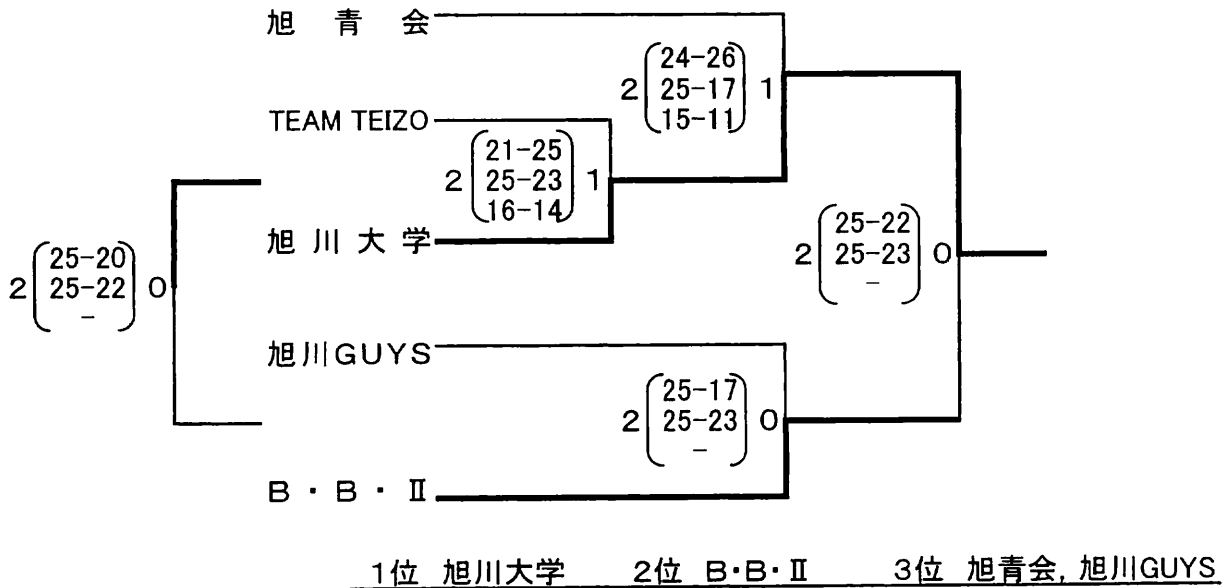 旭 青 会
24-26
2 25-17 1
15-11
TEAM TEIZO
21-25
2 25-23 1
16-14
旭 川 大 学
25-22
2 25-23 0
-
25-20
2 25-22 0
-
旭川GUYS
25-17
2 25-23 0
-
B・B・Ⅱ
1位 旭川大学 2位 B・B・Ⅱ 3位 旭青会, 旭川GUYS